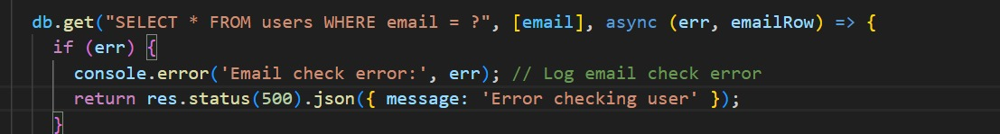 db.get("SELECT * FROM users WHERE email = ?", [email], async (err, emailRow) => {
if (err) {
console.error('Email check error:', err); // Log email check error
return res.status(500).json({ message: 'Error checking user' });
}